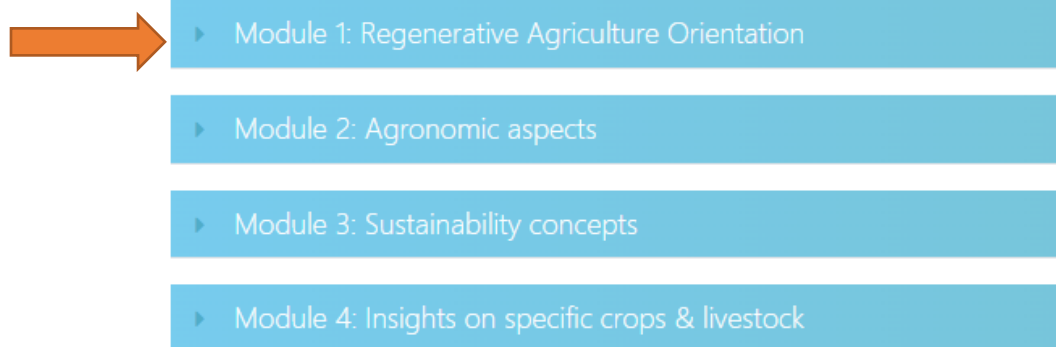 Module 1: Regenerative Agriculture Orientation
Module 2: Agronomic aspects
Module 3: Sustainability concepts
Module 4: Insights on specific crops & livestock